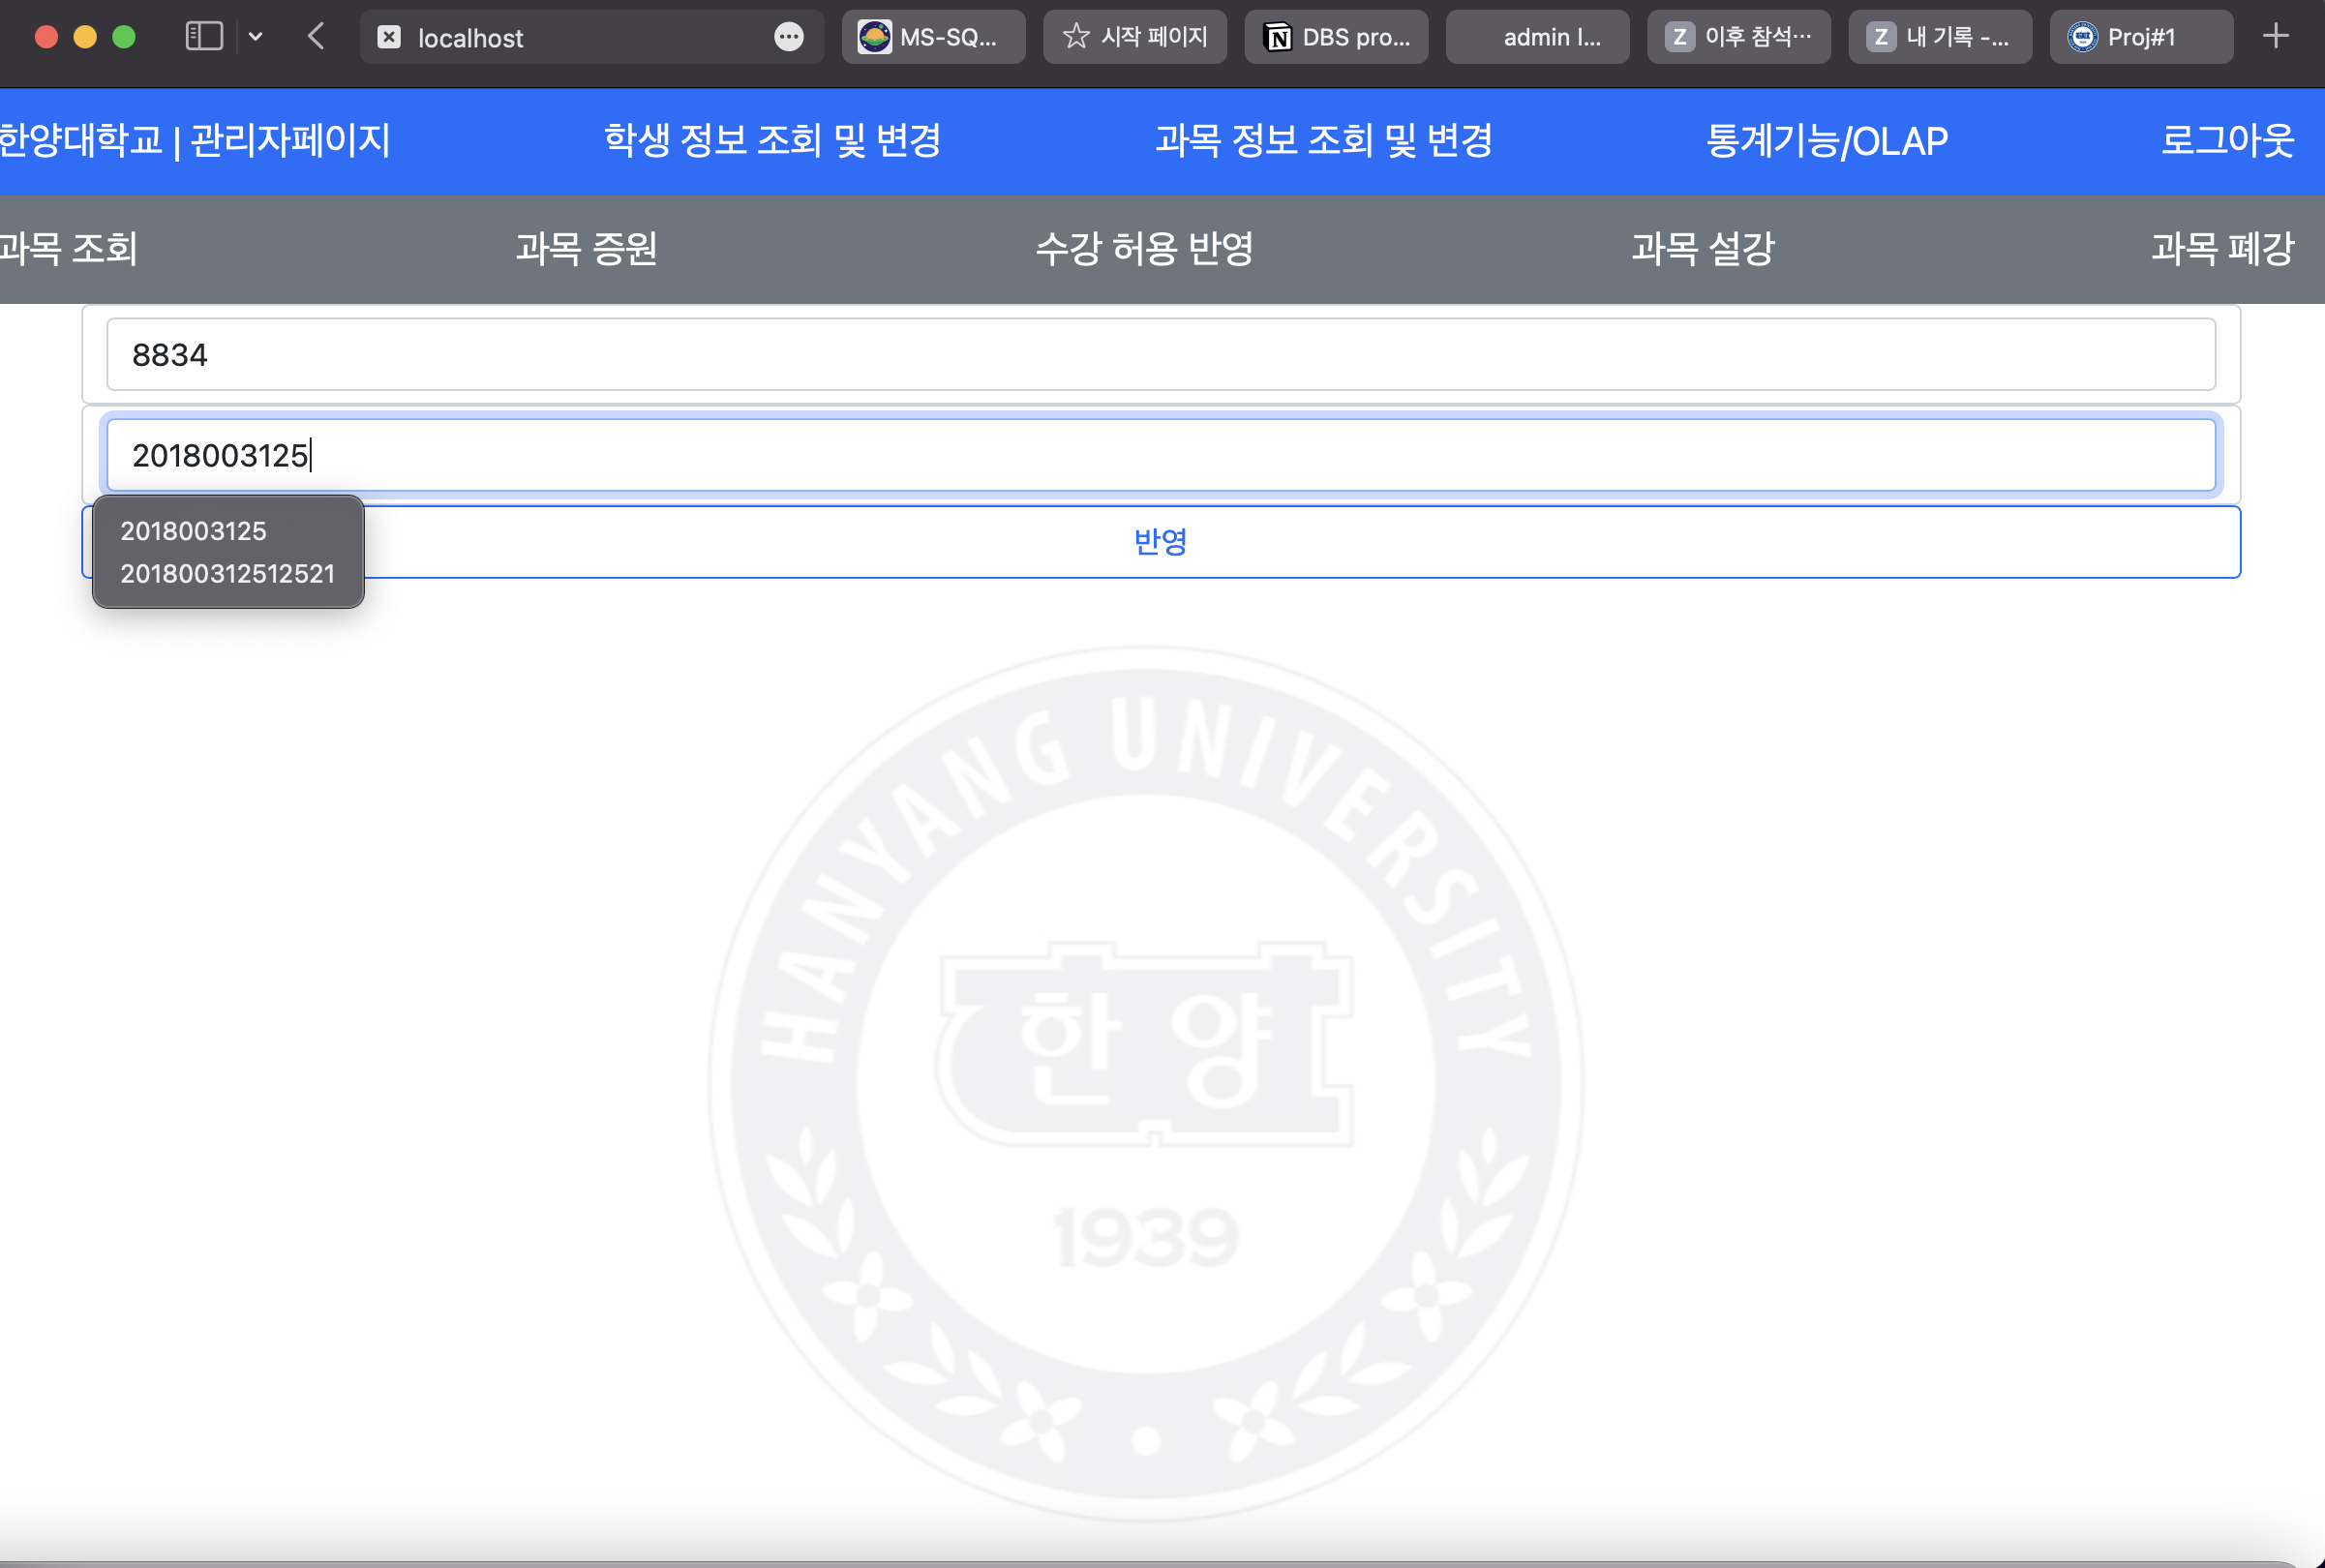 localhost
MS-SQ...
시작 페이지
DBS pro...
admin l...
Z 이후 참석...
Z 내 기록 -...
Proj#1
한양대학교 | 관리자페이지
학생 정보 조회 및 변경
과목 정보 조회 및 변경
통계기능/OLAP
로그아웃
과목 조회
과목 증원
수강 허용 반영
과목 설강
과목 폐강
8834
2018003125
2018003125
201800312512521
반영
HANYANG UNIVERSITY
한양
1939